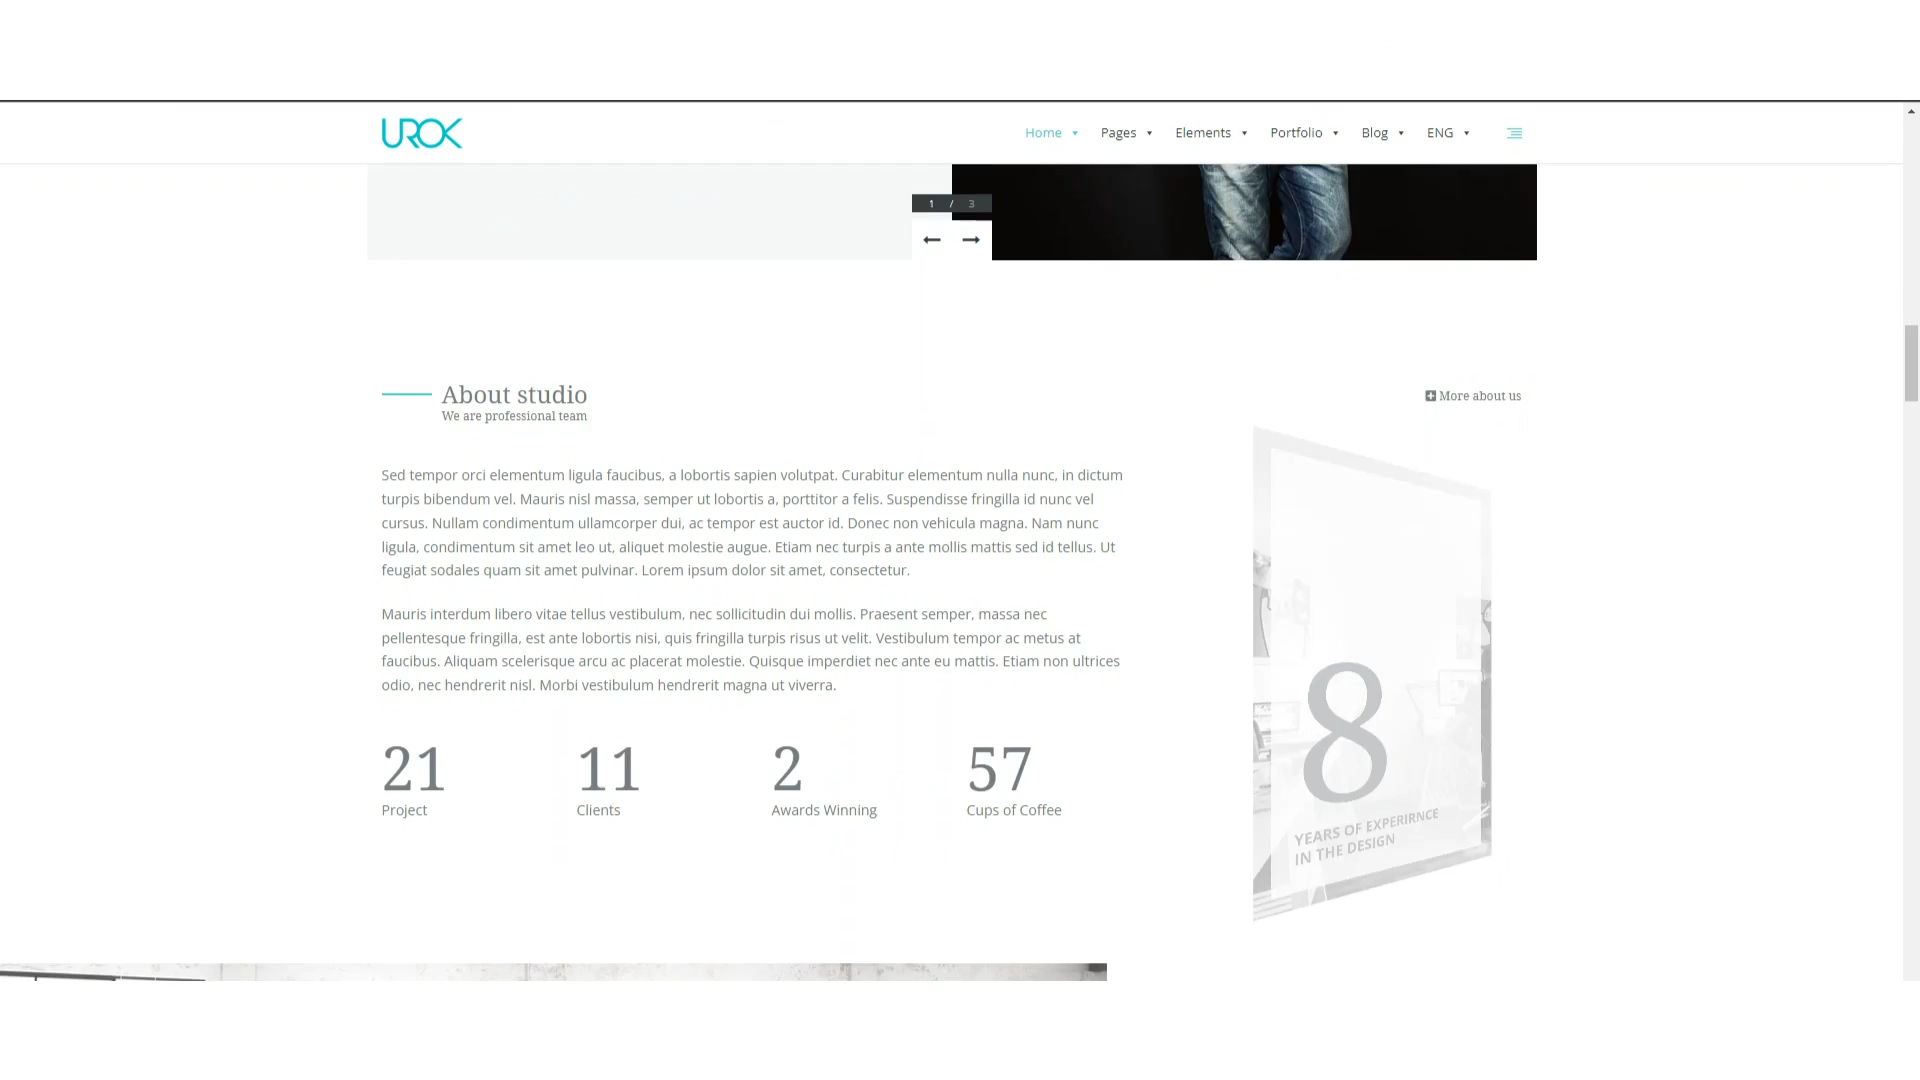 UROK
Home Pages Elements Portfolio Blog ENG
1 / 3
About studio
We are professional team
More about us
Sed tempor orci elementum ligula faucibus, a lobortis sapien volutpat. Curabitur elementum nulla nunc, in dictum
turpis bibendum vel. Mauris nisl massa, semper ut lobortis a, porttitor a felis. Suspendisse fringilla id nunc vel
cursus. Nullam condimentum ullamcorper dui, ac tempor est auctor id. Donec non vehicula magna. Nam nunc
ligula, condimentum sit amet leo ut, aliquet molestie augue. Etiam nec turpis a ante mollis mattis sed id tellus. Ut
feugiat sodales quam sit amet pulvinar. Lorem ipsum dolor sit amet, consectetur.
Mauris interdum libero vitae tellus vestibulum, nec sollicitudin dui mollis. Praesent semper, massa nec
pellentesque fringilla, est ante lobortis nisi, quis fringilla turpis risus ut velit. Vestibulum tempor ac metus at
faucibus. Aliquam scelerisque arcu ac placerat molestie. Quisque imperdiet nec ante eu mattis. Etiam non ultrices
odio, nec hendrerit nisl. Morbi vestibulum hendrerit magna ut viverra.
21 11 2 57
Project Clients Awards Winning Cups of Coffee
8
YEARS OF EXPERIRNCE
IN THE DESIGN